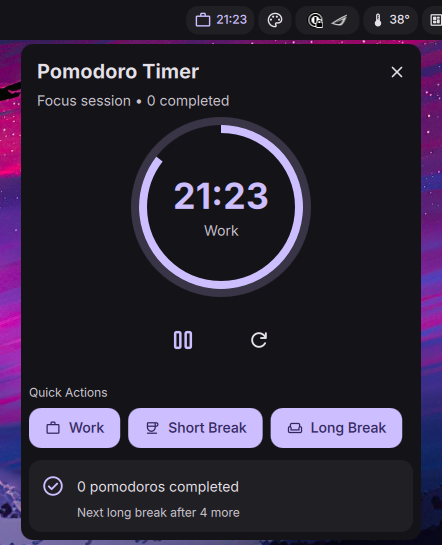 21:23
38°
Pomodoro Timer
Focus session • 0 completed
21:23
Work
Quick Actions
Work
Short Break
Long Break
0 pomodoros completed
Next long break after 4 more